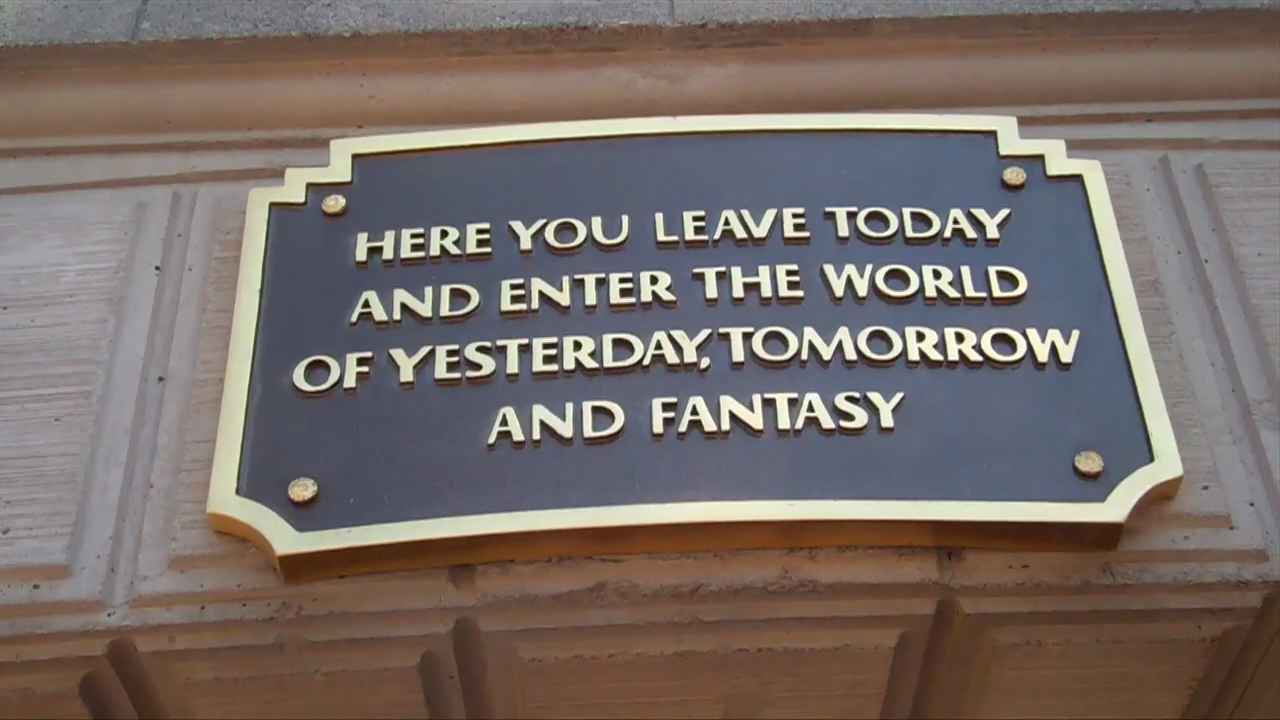 HERE YOU LEAVE TODAY
AND ENTER THE WORLD
OF YESTERDAY, TOMORROW
AND FANTASY